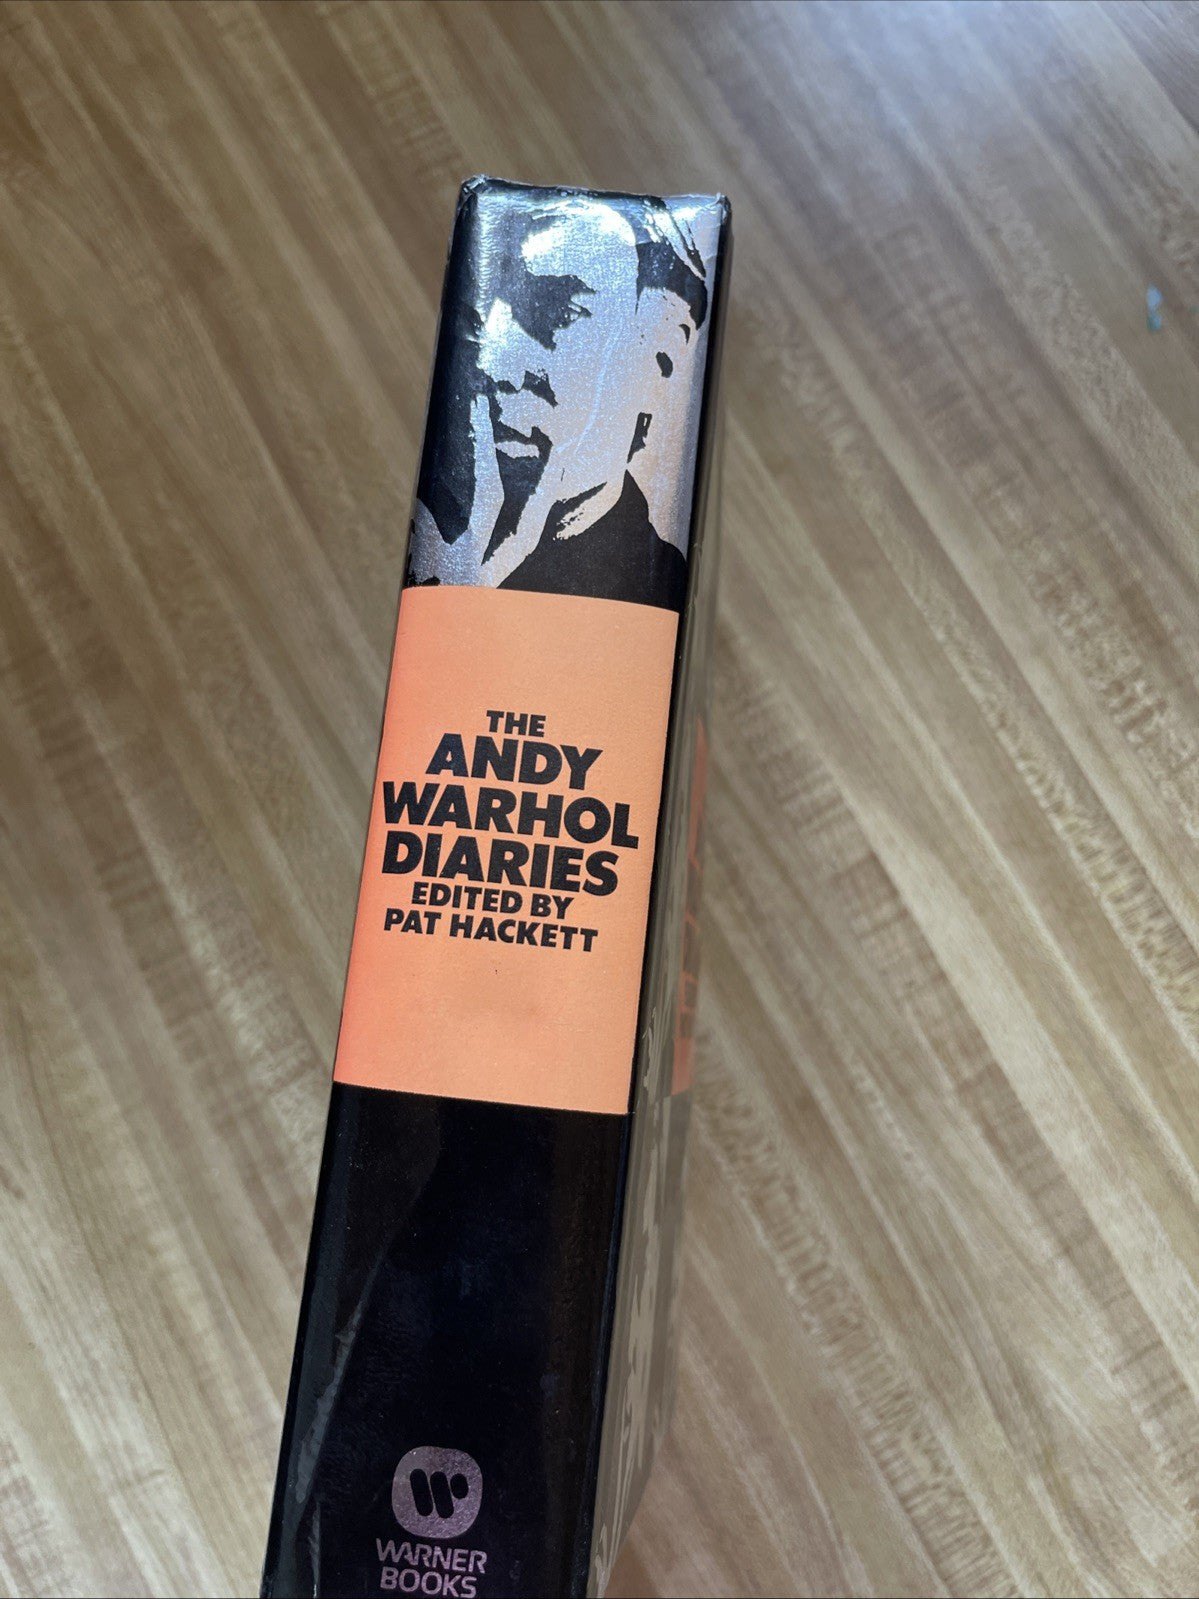 THE
ANDY
WARHOL
DIARIES
EDITED BY
PAT HACKETT
WARNER
BOOKS